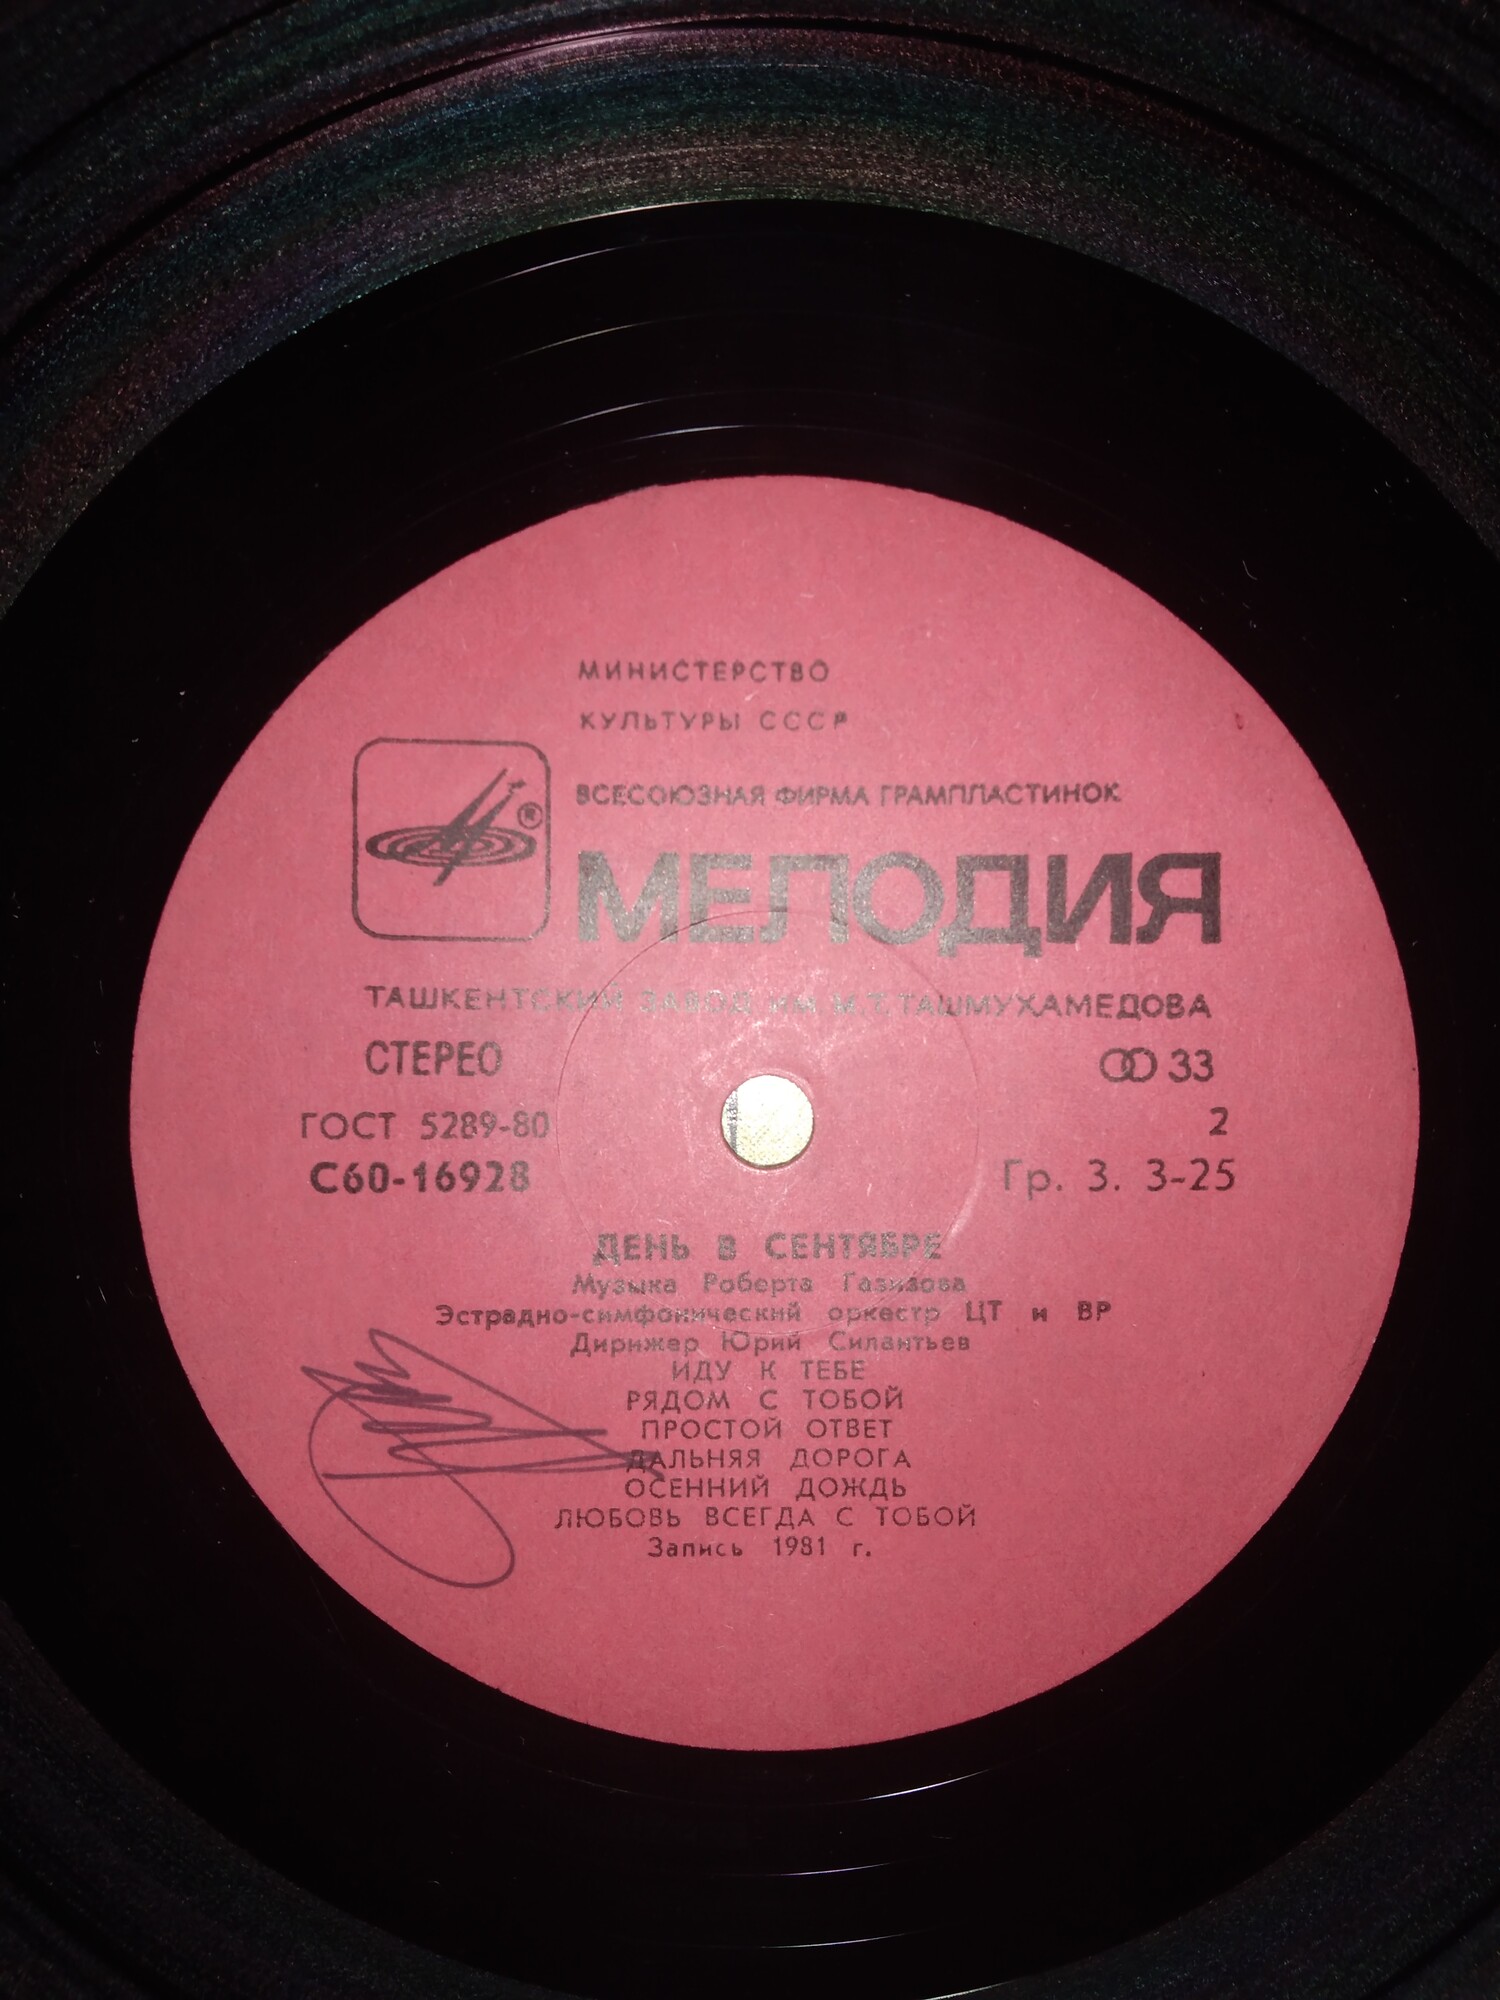 МИНИСТЕРСТВО
КУЛЬТУРЫ СССР
ВСЕСОЮЗНАЯ ФИРМА ГРАМПЛАСТИНОК
®
МЕЛОДИЯ
ТАШКЕНТСКИЙ ЗАВОД ИМ М.Т.ТАШМУХАМЕДОВА
СТЕРЕО 33
ГОСТ 5289-80 2
С60-16928 Гр. 3. 3-25
ДЕНЬ В СЕНТЯБРЕ
Музыка Роберта Газизова
Эстрадно-симфонический оркестр ЦТ и ВР
Дирижер Юрий Силантьев
ИДУ К ТЕБЕ
РЯДОМ С ТОБОЙ
ПРОСТОЙ ОТВЕТ
ДАЛЬНЯЯ ДОРОГА
ОСЕННИЙ ДОЖДЬ
ЛЮБОВЬ ВСЕГДА С ТОБОЙ
Запись 1981 г.